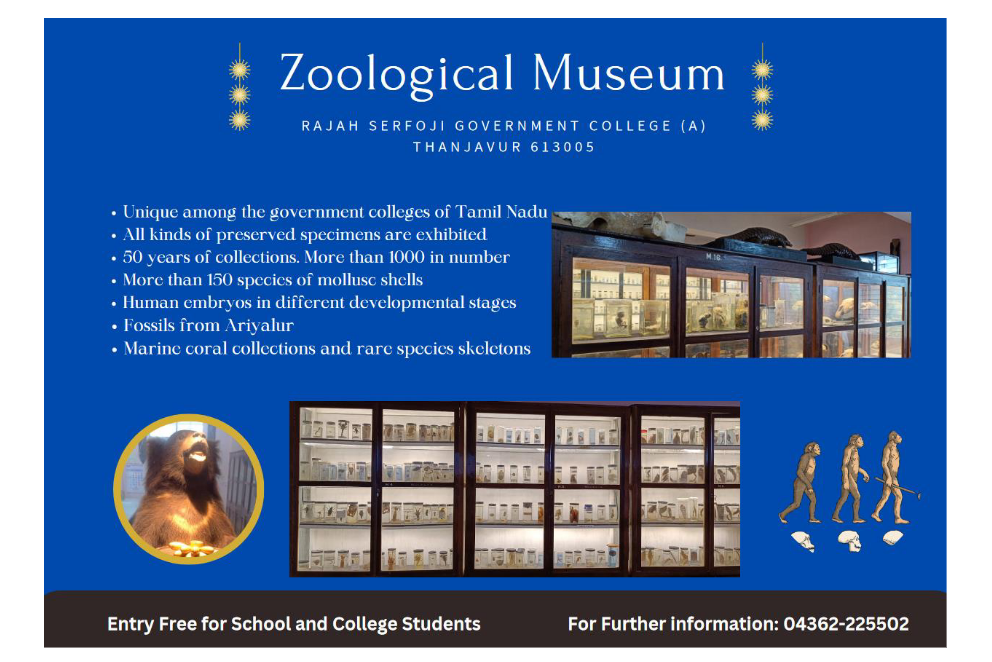 Zoological Museum
RAJAH SERFOJI GOVERNMENT COLLEGE (A)
THANJAVUR 613005
• Unique among the government colleges of Tamil Nadu
• All kinds of preserved specimens are exhibited
• 50 years of collections. More than 1000 in number
• More than 150 species of mollusc shells
• Human embryos in different developmental stages
• Fossils from Ariyalur
• Marine coral collections and rare species skeletons
Entry Free for School and College Students
For Further information: 04362-225502